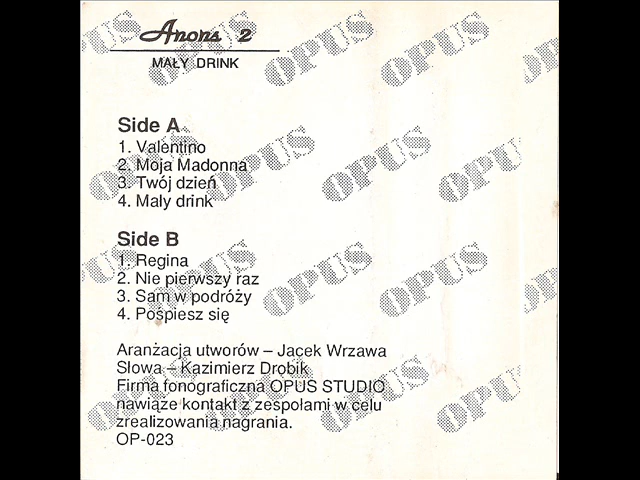 Anons 2
MAŁY DRINK
Side A
1. Valentino
2. Moja Madonna
3. Twój dzień
4. Mały drink
Side B
1. Regina
2. Nie pierwszy raz
3. Sam w podróży
4. Pośpiesz się
Aranżacja utworów – Jacek Wrzawa
Słowa – Kazimierz Drobik
Firma fonograficzna OPUS STUDIO
nawiąże kontakt z zespołami w celu
zrealizowania nagrania.
OP-023
OPUS